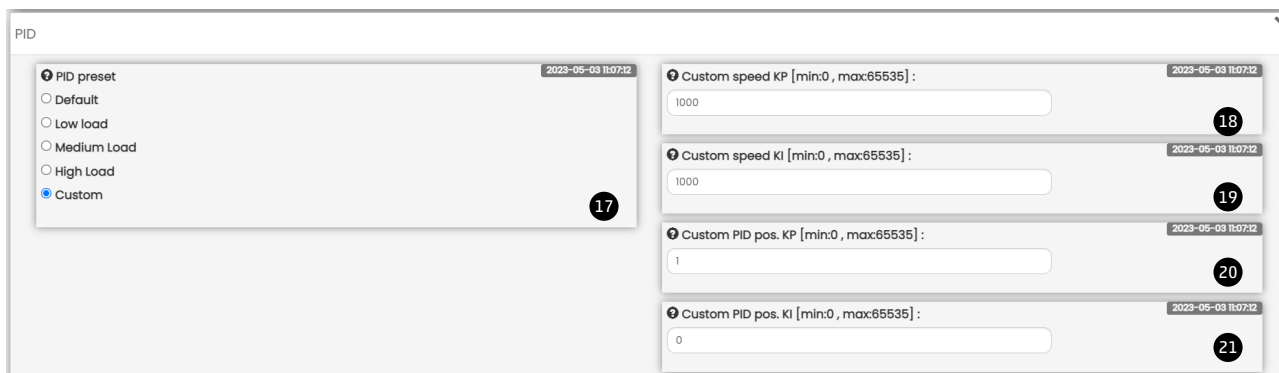 PID
PID preset
2023-05-03 11:07:12
Default
Low load
Medium Load
High Load
Custom
17
Custom speed KP [min:0 , max:65535] :
2023-05-03 11:07:12
1000
18
Custom speed KI [min:0 , max:65535] :
2023-05-03 11:07:12
1000
19
Custom PID pos. KP [min:0 , max:65535] :
2023-05-03 11:07:12
1
20
Custom PID pos. KI [min:0 , max:65535] :
2023-05-03 11:07:12
0
21